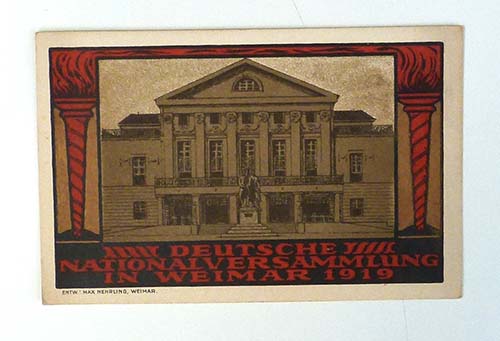 DEUTSCHE
NATIONALVERSAMMLUNG
IN WEIMAR 1919
ENTW.: MAX NEHRLING, WEIMAR.